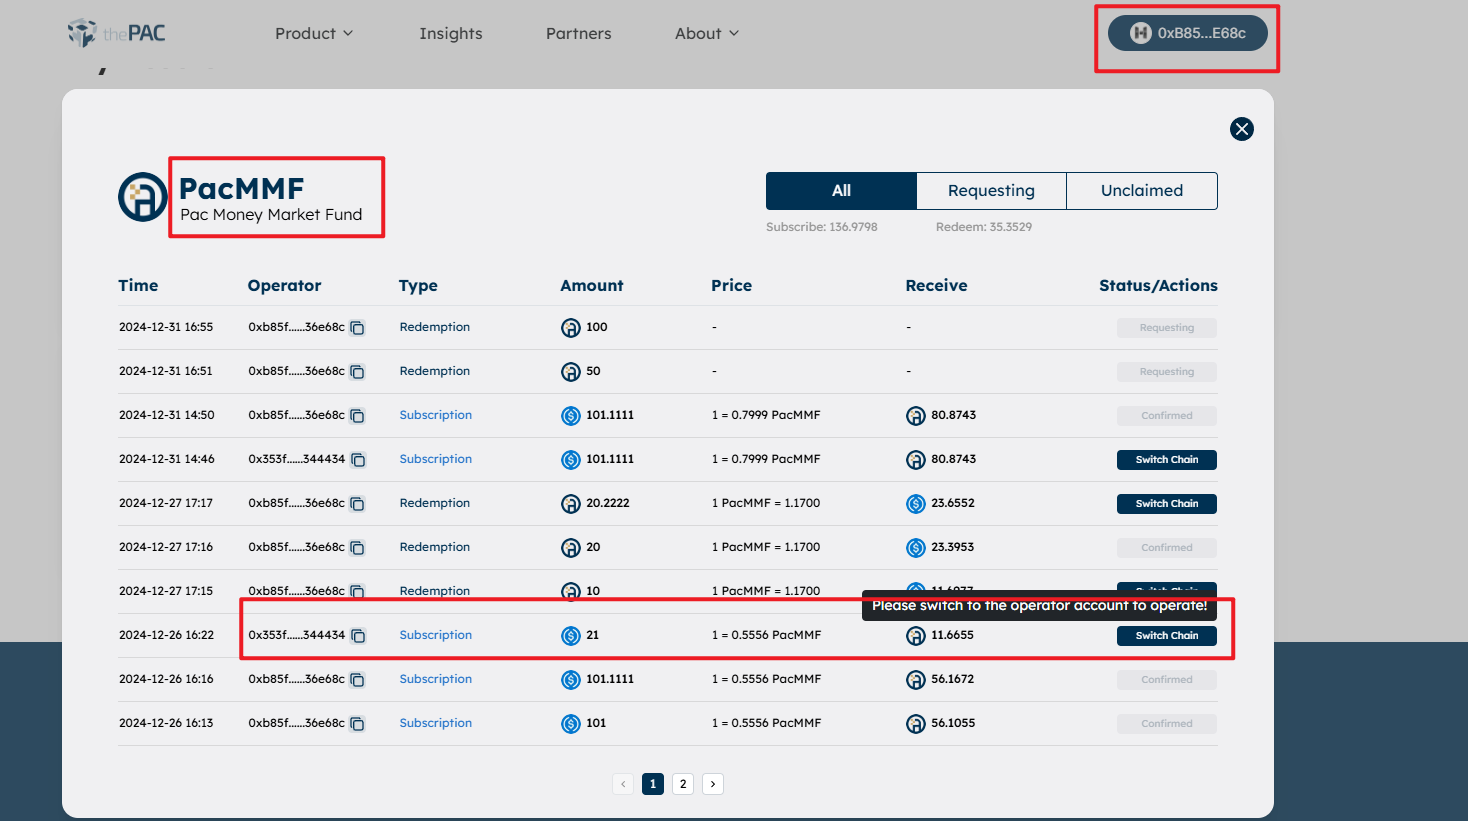 thePAC
Product
Insights
Partners
About
0xB85...E68c
PacMMF
Pac Money Market Fund
All
Requesting
Unclaimed
Subscribe: 136.9798
Redeem: 35.3529
Time Operator Type Amount Price Receive Status/Actions
2024-12-31 16:55 0xb85f......36e68c Redemption 100 - - Requesting
2024-12-31 16:51 0xb85f......36e68c Redemption 50 - - Requesting
2024-12-31 14:50 0xb85f......36e68c Subscription 101.1111 1 = 0.7999 PacMMF 80.8743 Confirmed
2024-12-31 14:46 0x353f......344434 Subscription 101.1111 1 = 0.7999 PacMMF 80.8743 Switch Chain
2024-12-27 17:17 0xb85f......36e68c Redemption 20.2222 1 PacMMF = 1.1700 23.6552 Switch Chain
2024-12-27 17:16 0xb85f......36e68c Redemption 20 1 PacMMF = 1.1700 23.3953 Confirmed
2024-12-27 17:15 0xb85f......36e68c Redemption 10 1 PacMMF = 1.1700
Please switch to the operator account to operate!
2024-12-26 16:22 0x353f......344434 Subscription 21 1 = 0.5556 PacMMF 11.6655 Switch Chain
2024-12-26 16:16 0xb85f......36e68c Subscription 101.1111 1 = 0.5556 PacMMF 56.1672 Confirmed
2024-12-26 16:13 0xb85f......36e68c Subscription 101 1 = 0.5556 PacMMF 56.1055 Confirmed
1 2